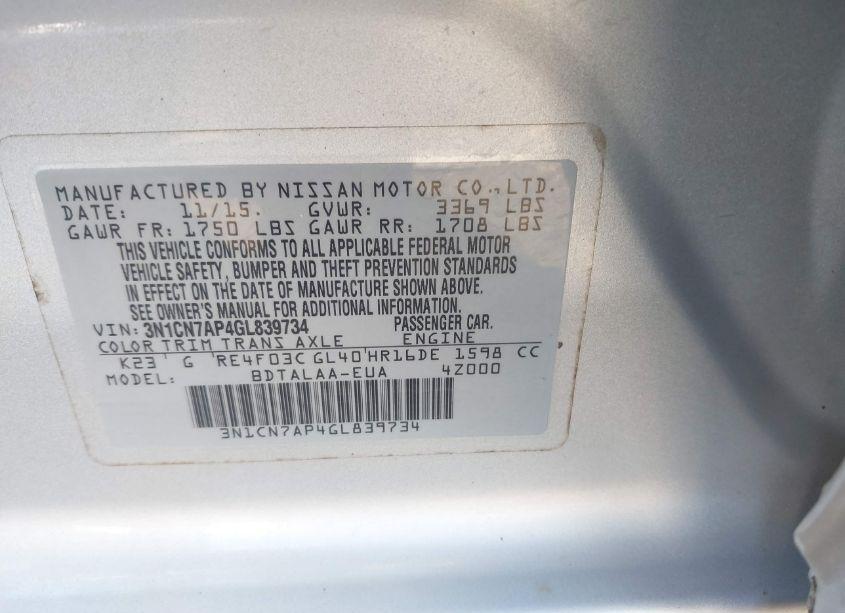 MANUFACTURED BY NISSAN MOTOR CO., LTD.
DATE: 11/15. GVWR: 3369 LBS
GAWR FR: 1750 LBS GAWR RR: 1708 LBS
THIS VEHICLE CONFORMS TO ALL APPLICABLE FEDERAL MOTOR
VEHICLE SAFETY, BUMPER AND THEFT PREVENTION STANDARDS
IN EFFECT ON THE DATE OF MANUFACTURE SHOWN ABOVE.
SEE OWNER'S MANUAL FOR ADDITIONAL INFORMATION.
VIN: 3N1CN7AP4GL839734 PASSENGER CAR.
COLOR TRIM TRANS AXLE ENGINE
K23 G RE4F03C GL40 HR16DE 1598 CC
MODEL: BDTALAA-EUA 4Z000
3N1CN7AP4GL839734